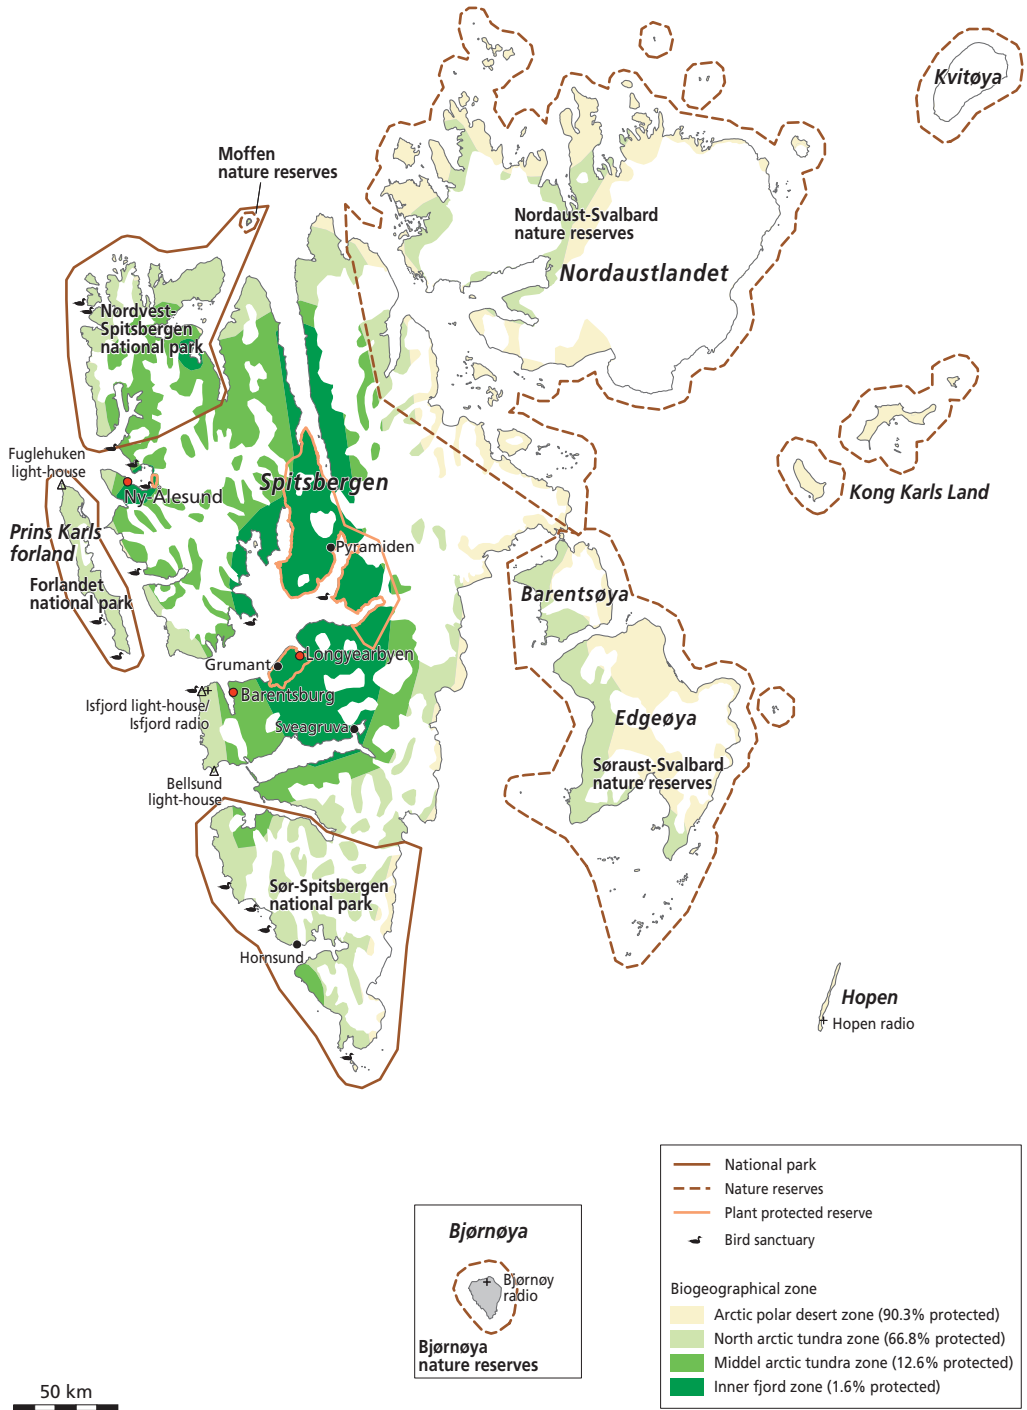 Kvitøya
Moffen
nature reserves
Nordaust-Svalbard
nature reserves
Nordaustlandet
Nordvest-
Spitsbergen
national park
Fuglehuken
light-house
Ny-Ålesund
Spitsbergen
Kong Karls Land
Prins Karls
forland
Pyramiden
Forlandet
national park
Barentsøya
Grumant
Longyearbyen
Barentsburg
Isfjord light-house/
Isfjord radio
Sveagruva
Edgeøya
Søraust-Svalbard
nature reserves
Bellsund
light-house
Sør-Spitsbergen
national park
Hornsund
Hopen
Hopen radio
Bjørnøya
Bjørnøy
radio
Bjørnøya
nature reserves
National park
Nature reserves
Plant protected reserve
Bird sanctuary
Biogeographical zone
Arctic polar desert zone (90.3% protected)
North arctic tundra zone (66.8% protected)
Middel arctic tundra zone (12.6% protected)
Inner fjord zone (1.6% protected)
50 km